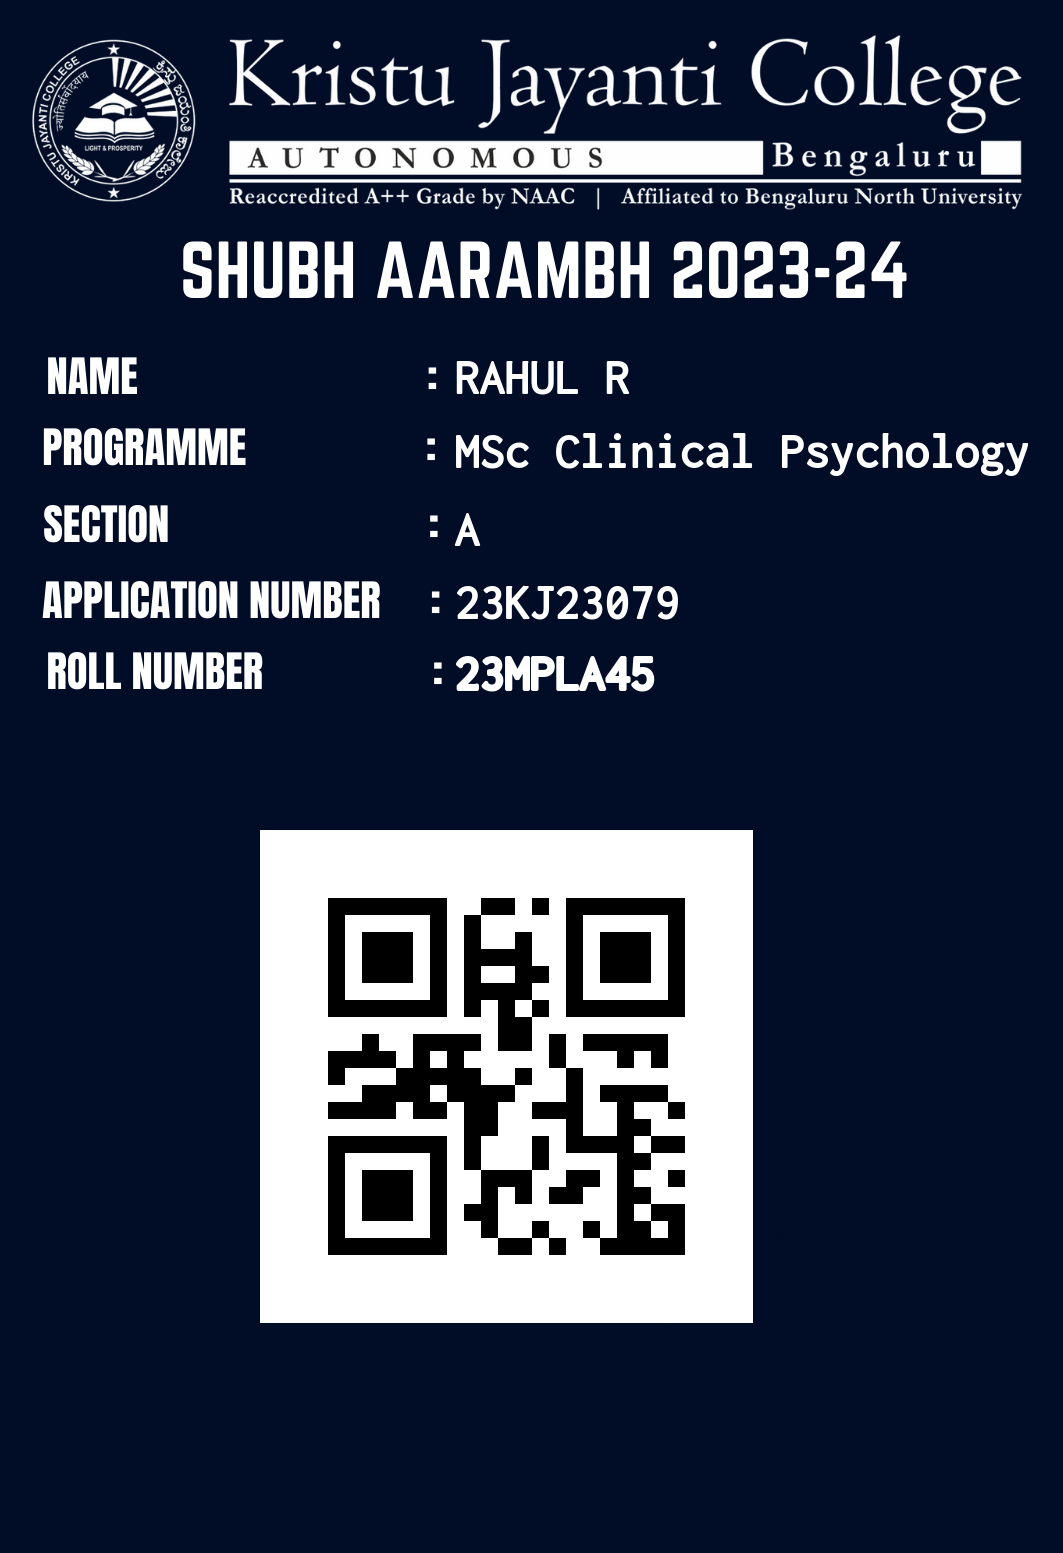 KRISTU JAYANTI COLLEGE
ಕ್ರಿಸ್ತು ಜಯಂತಿ ಕಾಲೇಜು
LIGHT & PROSPERITY
Kristu Jayanti College
AUTONOMOUS Bengaluru
Reaccredited A++ Grade by NAAC | Affiliated to Bengaluru North University
SHUBH AARAMBH 2023-24
NAME : RAHUL R
PROGRAMME : MSc Clinical Psychology
SECTION : A
APPLICATION NUMBER : 23KJ23079
ROLL NUMBER : 23MPLA45